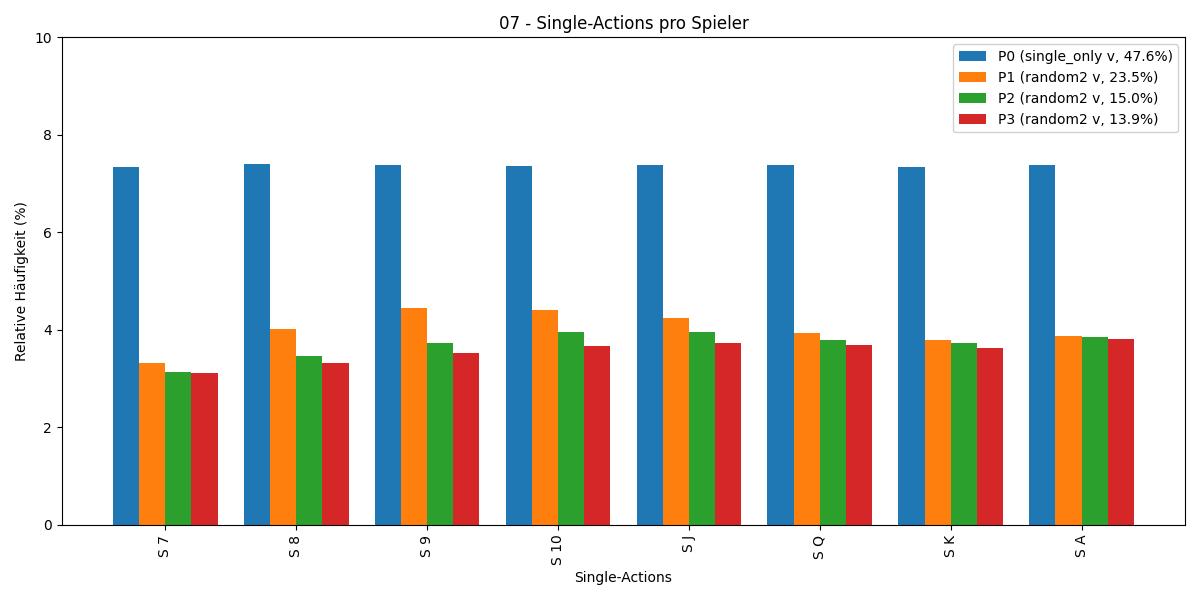 07 - Single-Actions pro Spieler
10
8
6
4
2
0
Relative Häufigkeit (%)
P0 (single_only v, 47.6%)
P1 (random2 v, 23.5%)
P2 (random2 v, 15.0%)
P3 (random2 v, 13.9%)
S 7
S 8
S 9
S 10
S J
S Q
S K
S A
Single-Actions